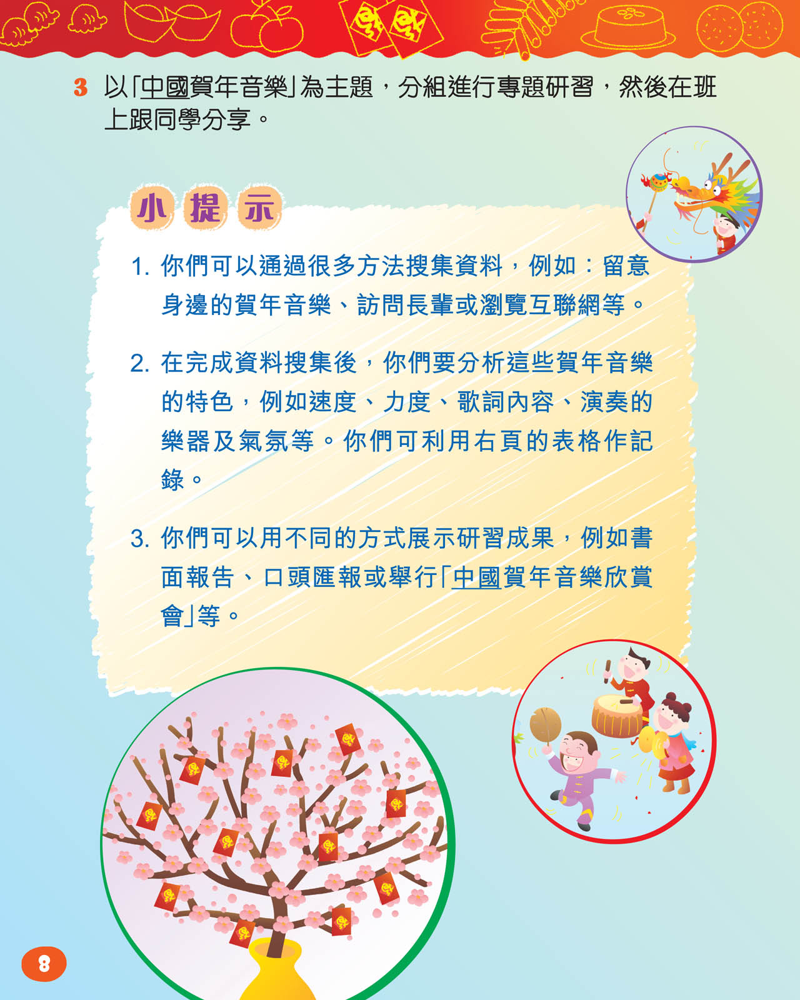 3 以「中國賀年音樂」為主題，分組進行專題研習，然後在班
上跟同學分享。
小提示
1. 你們可以通過很多方法搜集資料，例如：留意
身邊的賀年音樂、訪問長輩或瀏覽互聯網等。
2. 在完成資料搜集後，你們要分析這些賀年音樂
的特色，例如速度、力度、歌詞內容、演奏的
樂器及氣氛等。你們可利用右頁的表格作記
錄。
3. 你們可以用不同的方式展示研習成果，例如書
面報告、口頭匯報或舉行「中國賀年音樂欣賞
會」等。
8